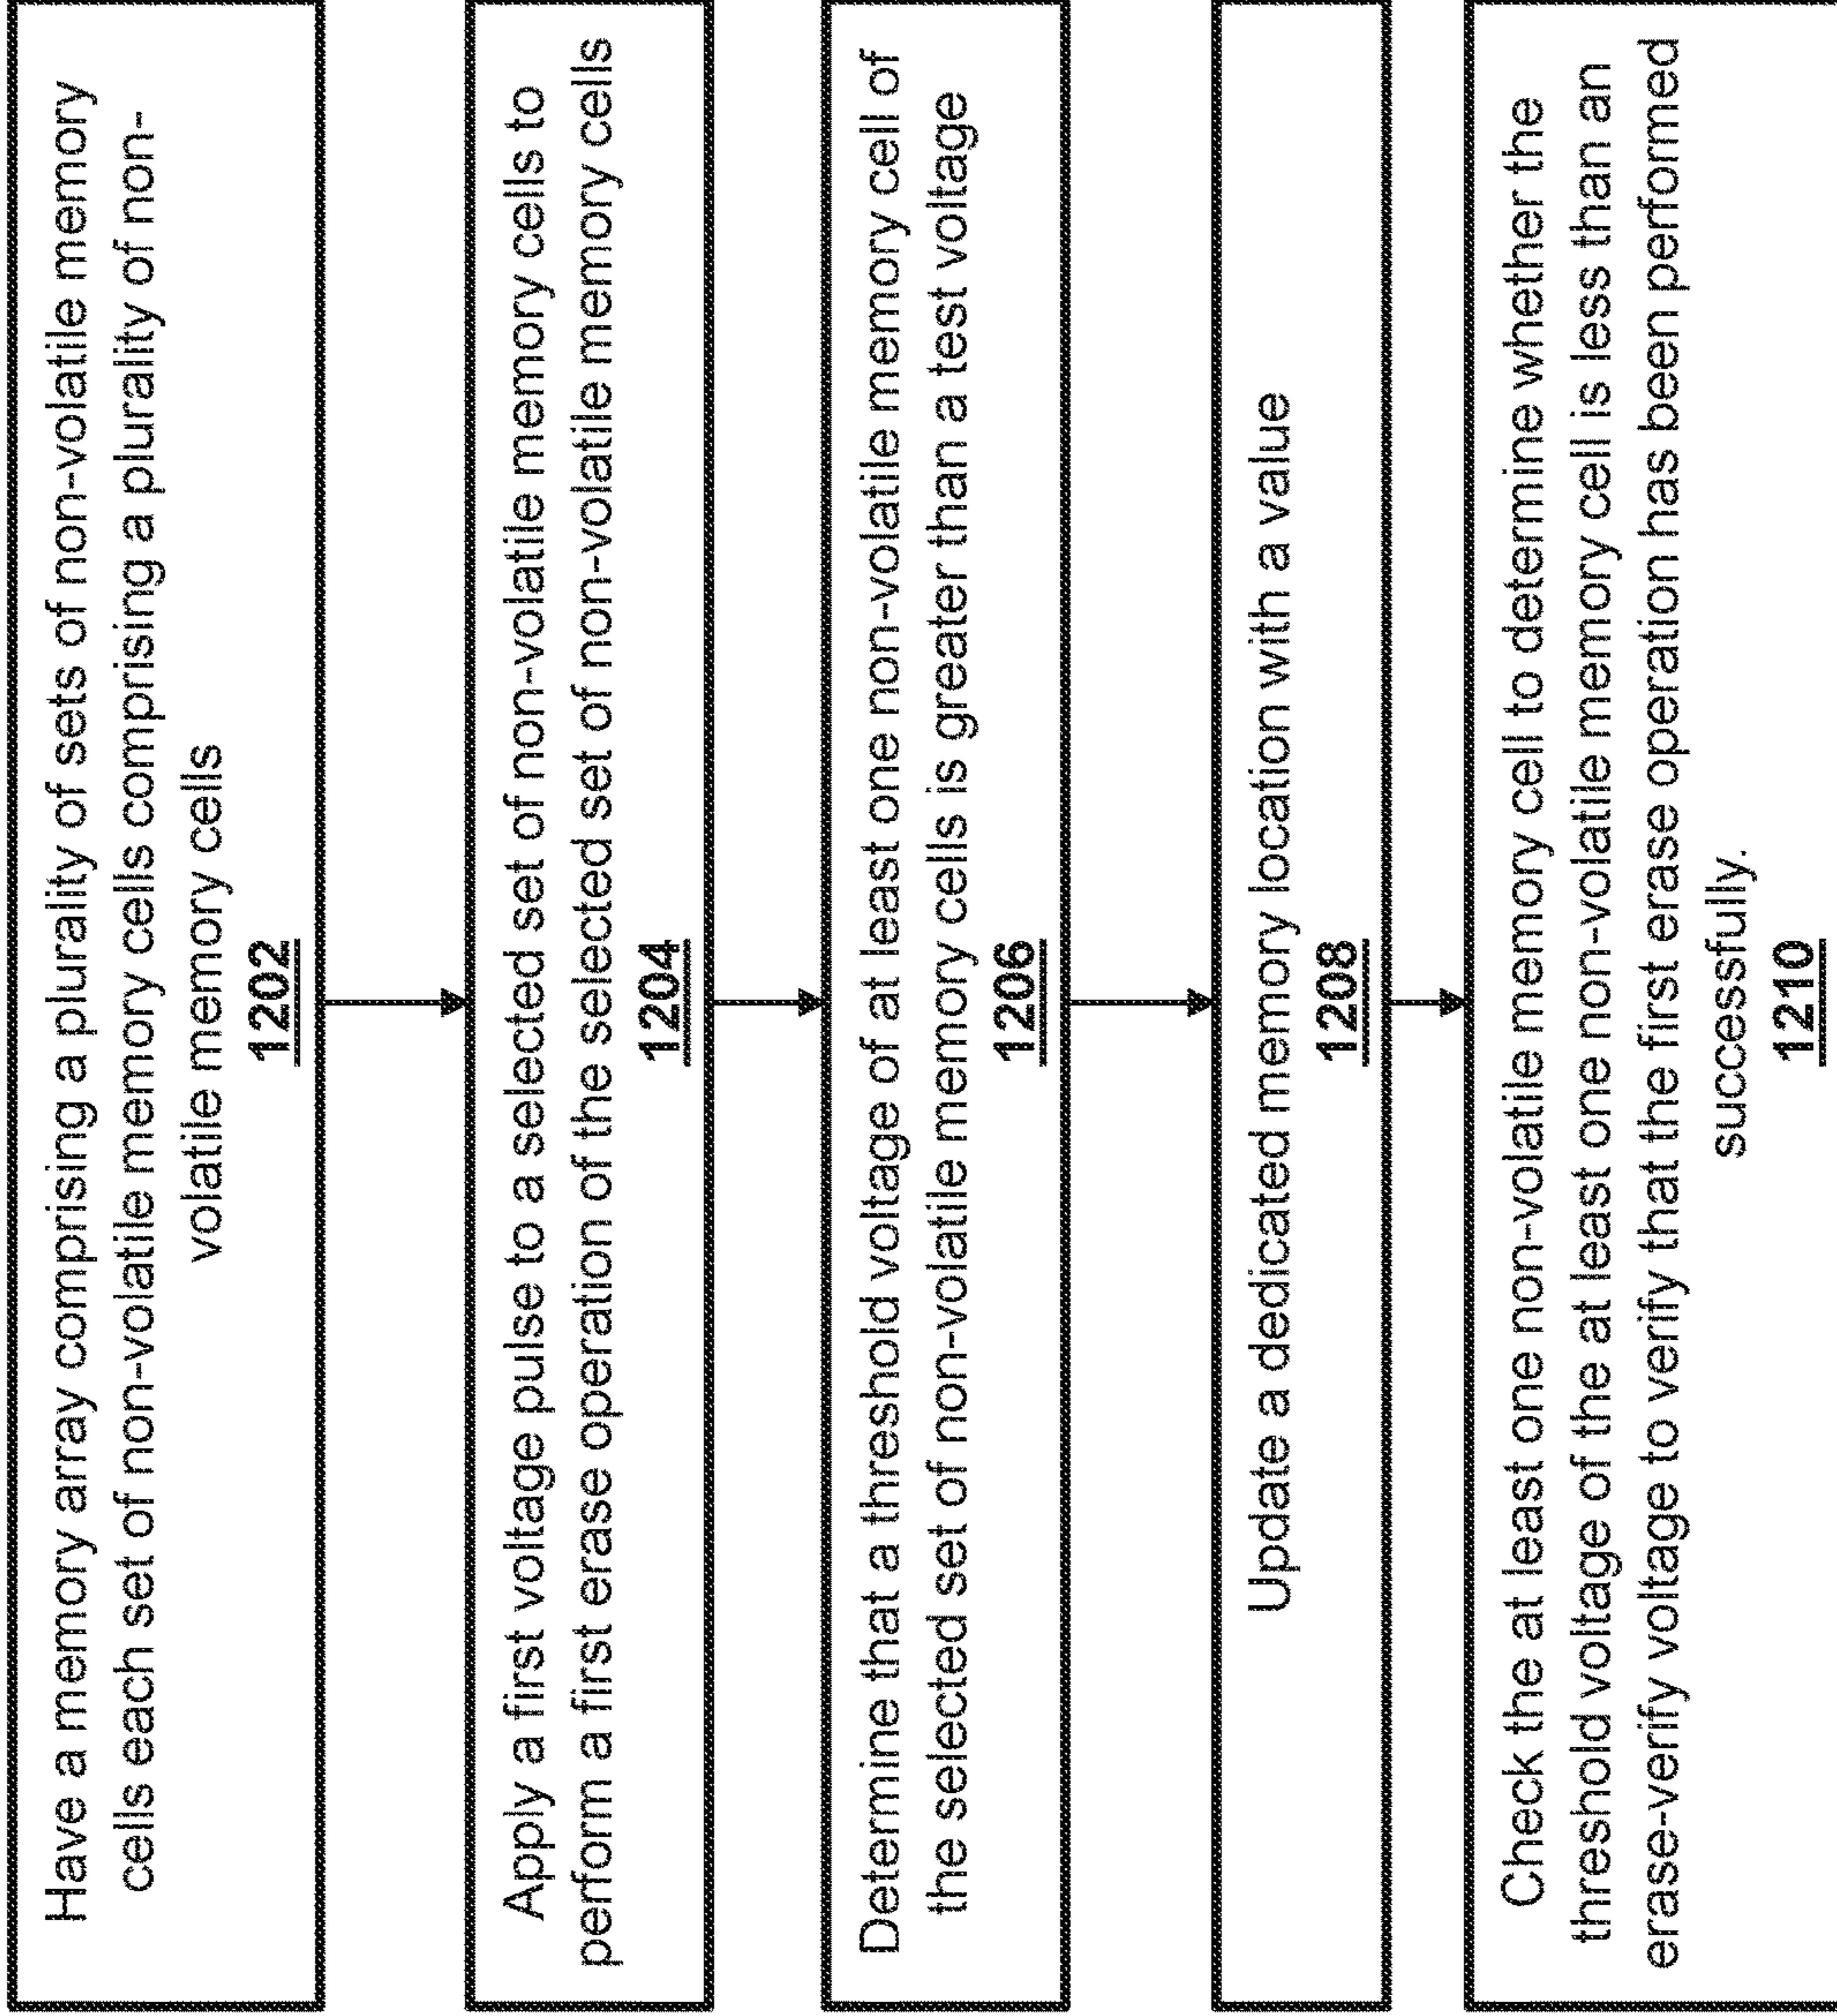 Have a memory array comprising a plurality of sets of non-volatile memory
cells each set of non-volatile memory cells comprising a plurality of non-
volatile memory cells
1202
Apply a first voltage pulse to a selected set of non-volatile memory cells to
perform a first erase operation of the selected set of non-volatile memory cells
1204
Determine that a threshold voltage of at least one non-volatile memory cell of
the selected set of non-volatile memory cells is greater than a test voltage
1206
Update a dedicated memory location with a value
1208
Check the at least one non-volatile memory cell to determine whether the
threshold voltage of the at least one non-volatile memory cell is less than an
erase-verify voltage to verify that the first erase operation has been performed
successfully.
1210